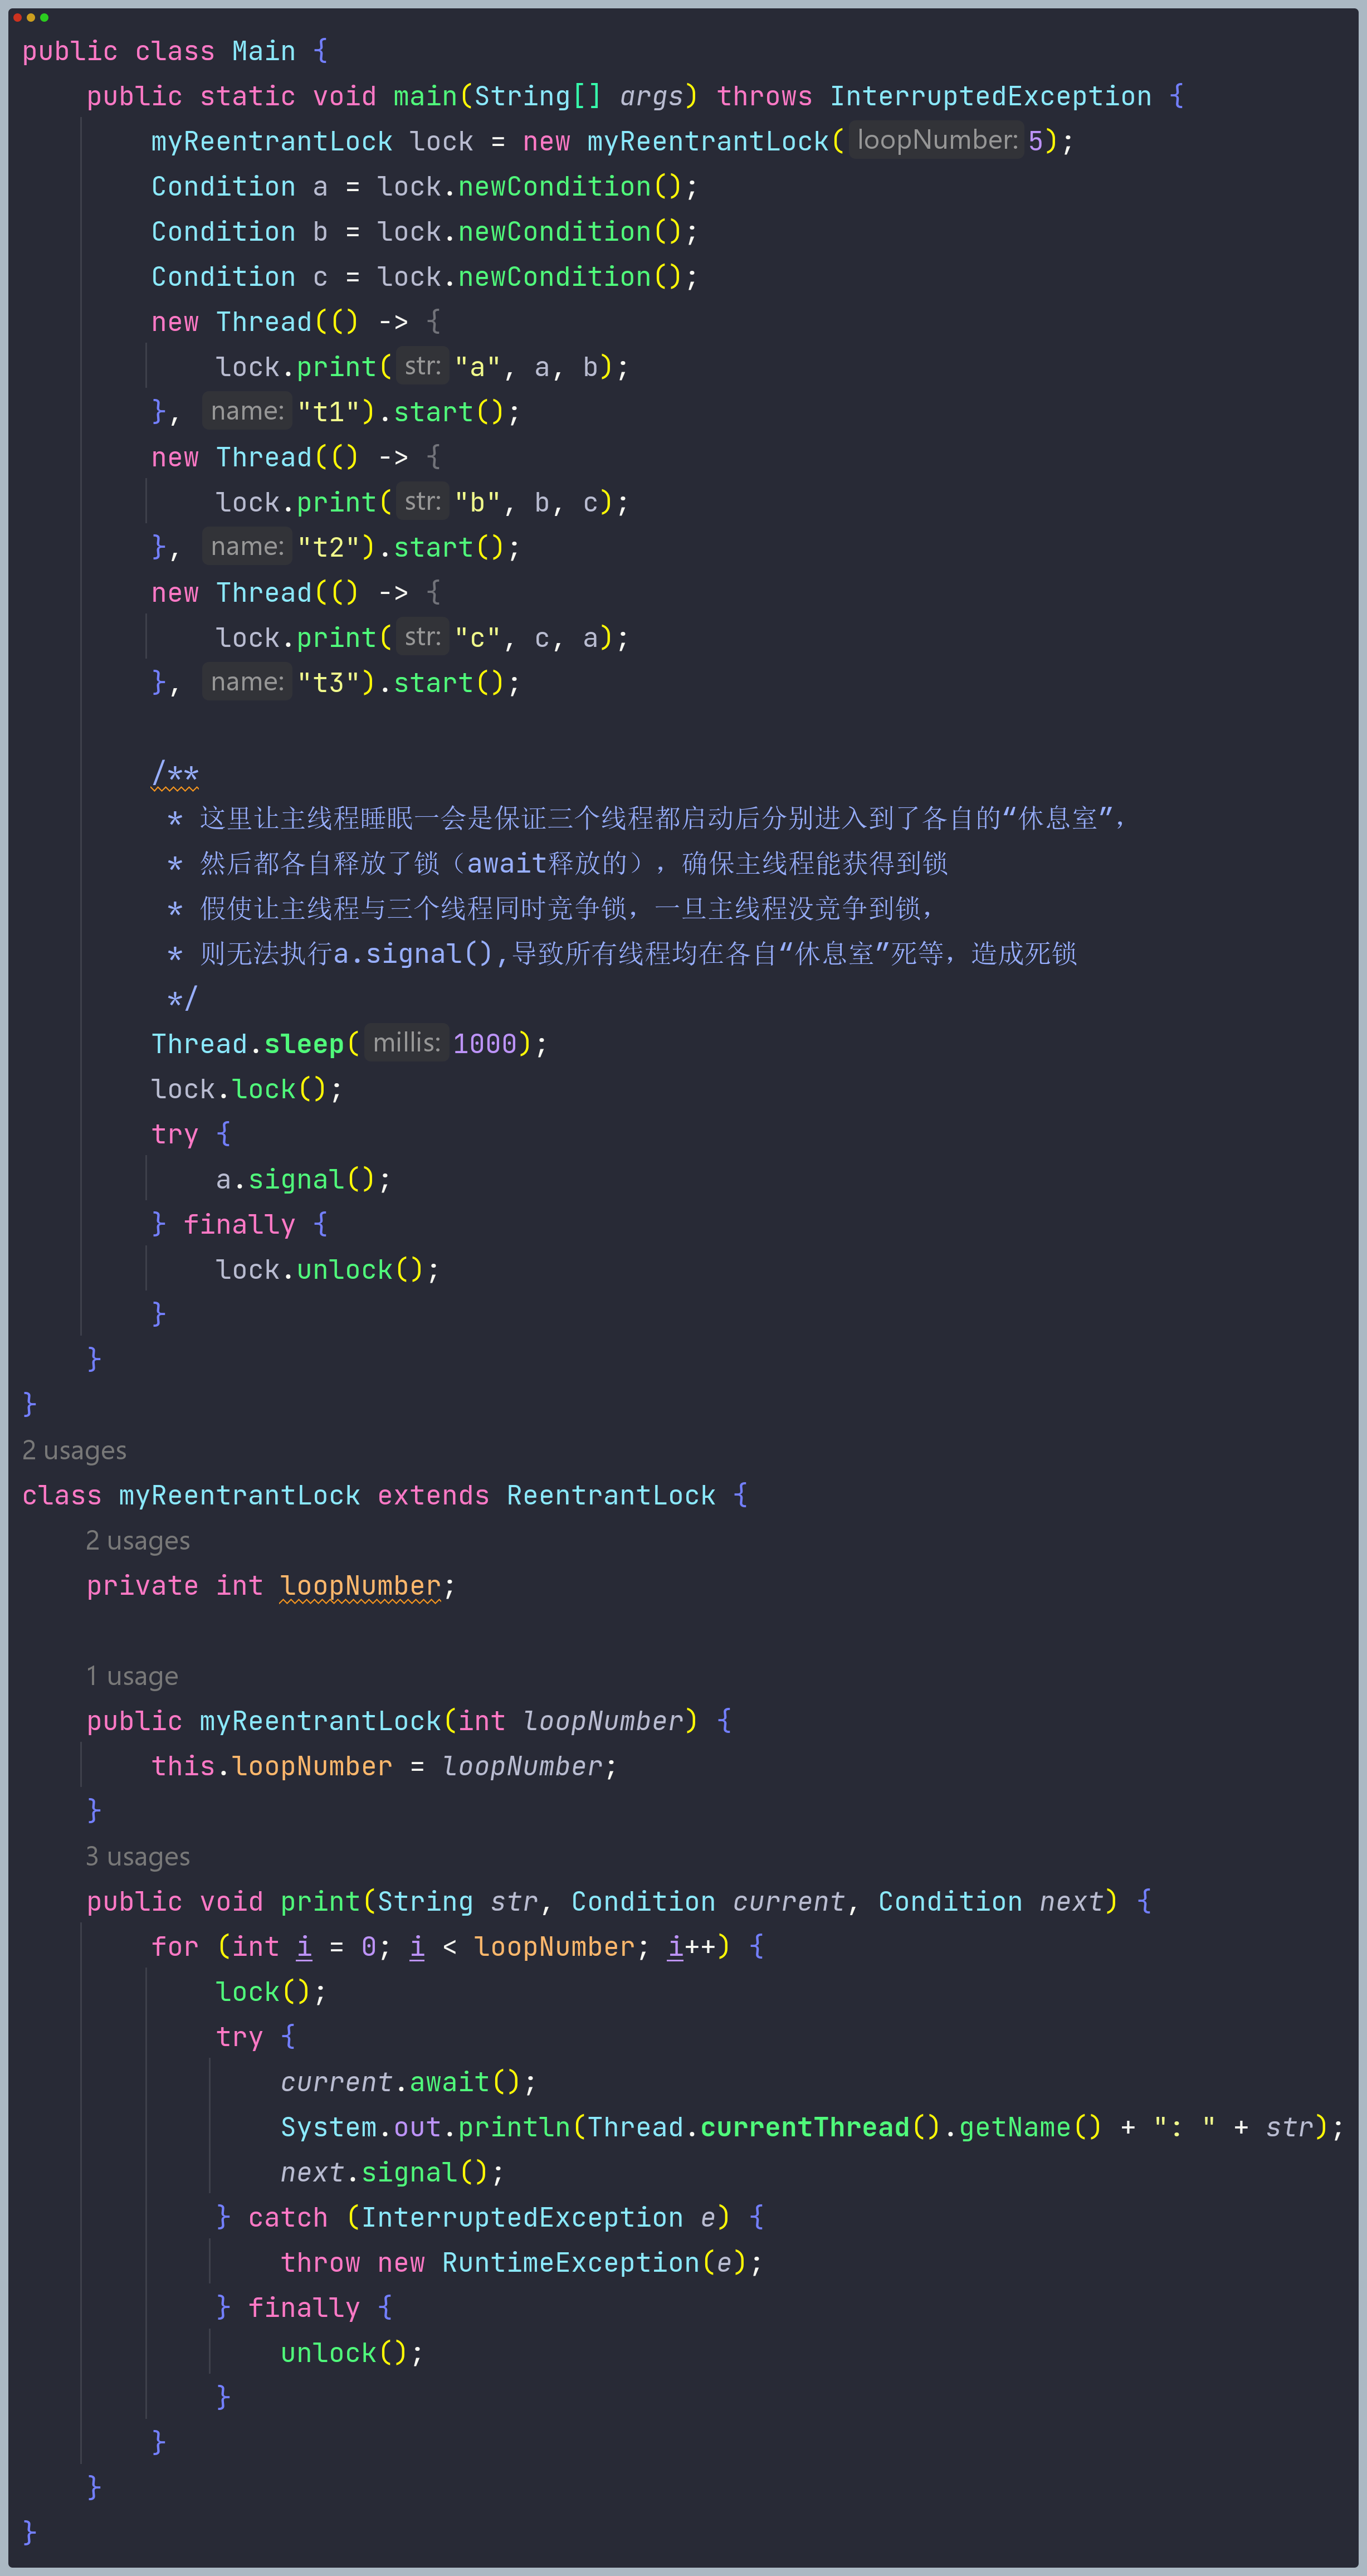 public class Main {
    public static void main(String[] args) throws InterruptedException {
        myReentrantLock lock = new myReentrantLock( loopNumber: 5);
        Condition a = lock.newCondition();
        Condition b = lock.newCondition();
        Condition c = lock.newCondition();
        new Thread(() -> {
            lock.print( str: "a", a, b);
        }, name: "t1").start();
        new Thread(() -> {
            lock.print( str: "b", b, c);
        }, name: "t2").start();
        new Thread(() -> {
            lock.print( str: "c", c, a);
        }, name: "t3").start();

        /**
         * 这里让主线程睡眠一会是保证三个线程都启动后分别进入到了各自的“休息室”，
         * 然后都各自释放了锁（await释放的），确保主线程能获得到锁
         * 假使让主线程与三个线程同时竞争锁，一旦主线程没竞争到锁，
         * 则无法执行a.signal(),导致所有线程均在各自“休息室”死等，造成死锁
         */
        Thread.sleep( millis: 1000);
        lock.lock();
        try {
            a.signal();
        } finally {
            lock.unlock();
        }
    }
}
2 usages
class myReentrantLock extends ReentrantLock {
    2 usages
    private int loopNumber;

    1 usage
    public myReentrantLock(int loopNumber) {
        this.loopNumber = loopNumber;
    }
    3 usages
    public void print(String str, Condition current, Condition next) {
        for (int i = 0; i < loopNumber; i++) {
            lock();
            try {
                current.await();
                System.out.println(Thread.currentThread().getName() + ": " + str);
                next.signal();
            } catch (InterruptedException e) {
                throw new RuntimeException(e);
            } finally {
                unlock();
            }
        }
    }
}